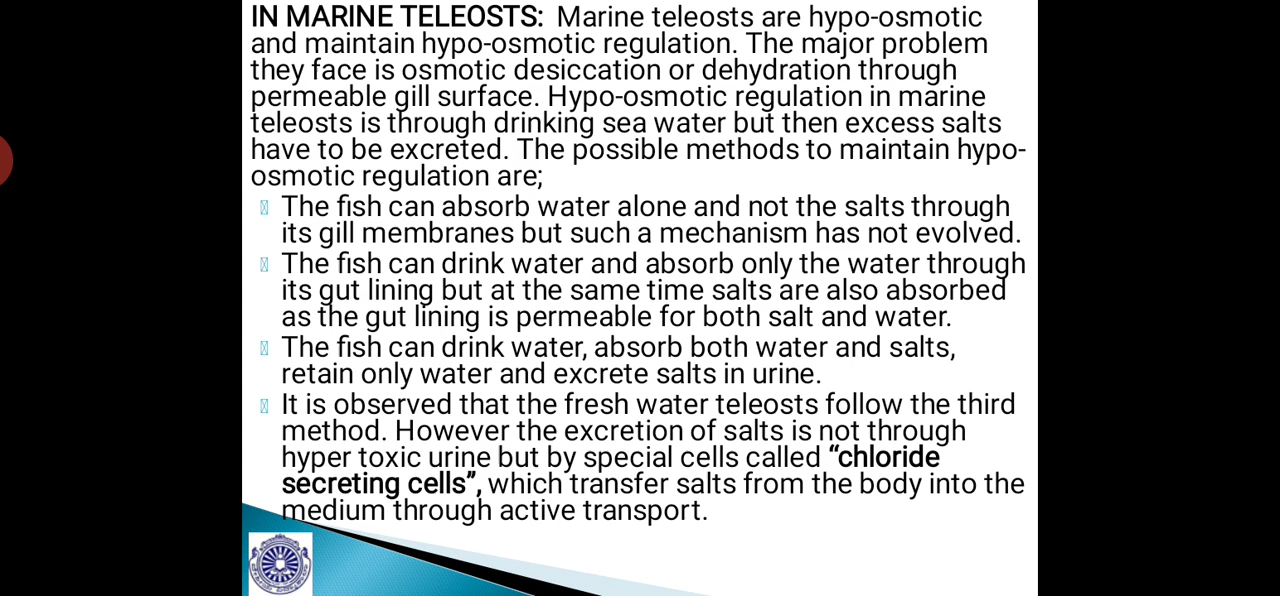 IN MARINE TELEOSTS: Marine teleosts are hypo-osmotic
and maintain hypo-osmotic regulation. The major problem
they face is osmotic desiccation or dehydration through
permeable gill surface. Hypo-osmotic regulation in marine
teleosts is through drinking sea water but then excess salts
have to be excreted. The possible methods to maintain hypo-
osmotic regulation are;
The fish can absorb water alone and not the salts through
its gill membranes but such a mechanism has not evolved.
The fish can drink water and absorb only the water through
its gut lining but at the same time salts are also absorbed
as the gut lining is permeable for both salt and water.
The fish can drink water, absorb both water and salts,
retain only water and excrete salts in urine.
It is observed that the fresh water teleosts follow the third
method. However the excretion of salts is not through
hyper toxic urine but by special cells called “chloride
secreting cells”, which transfer salts from the body into the
medium through active transport.